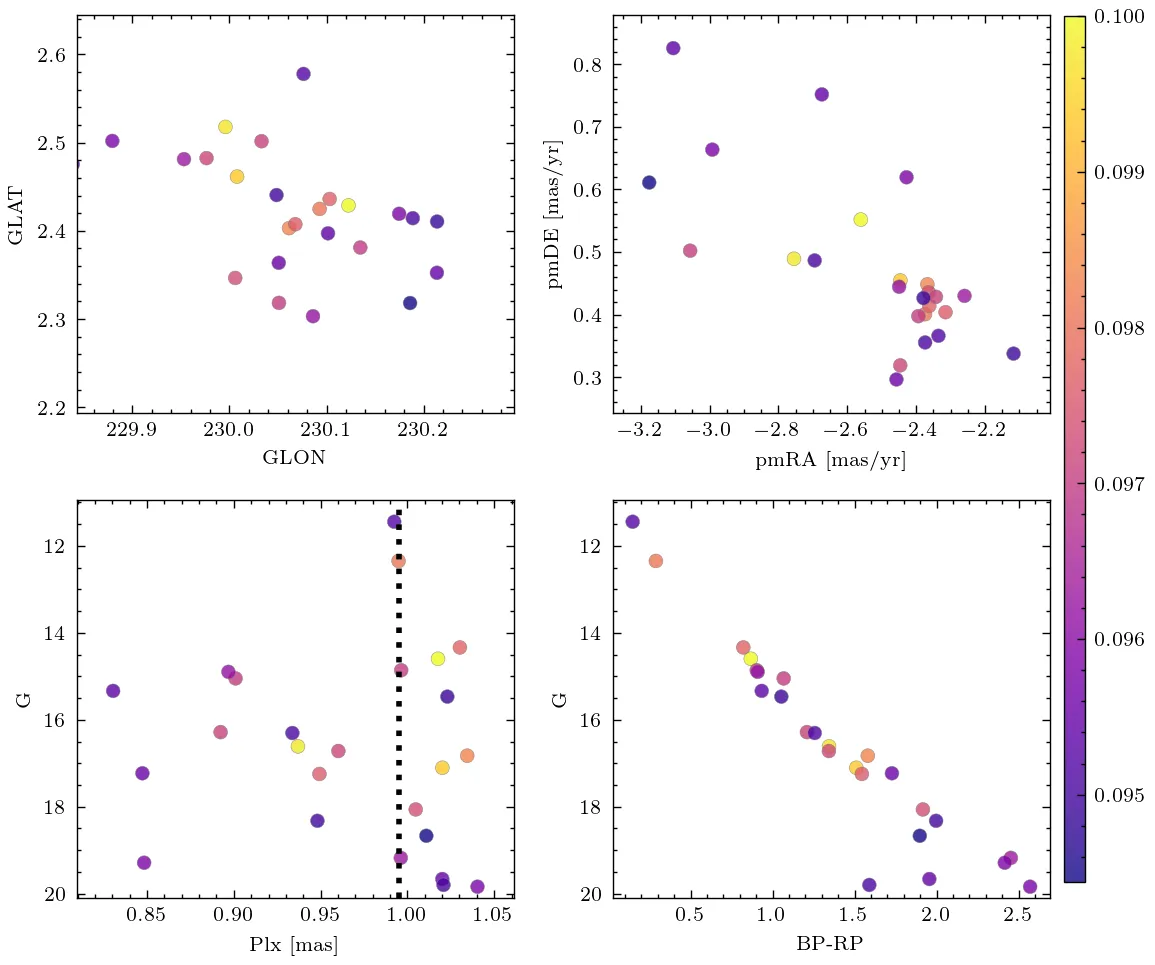 2.6
2.5
2.4
2.3
2.2
GLAT
229.9 230.0 230.1 230.2
GLON
0.8
0.7
0.6
0.5
0.4
0.3
pmDE [mas/yr]
−3.2 −3.0 −2.8 −2.6 −2.4 −2.2
pmRA [mas/yr]
0.100
0.099
0.098
0.097
0.096
0.095
12
14
16
18
20
G
0.85 0.90 0.95 1.00 1.05
Plx [mas]
12
14
16
18
20
G
0.5 1.0 1.5 2.0 2.5
BP-RP